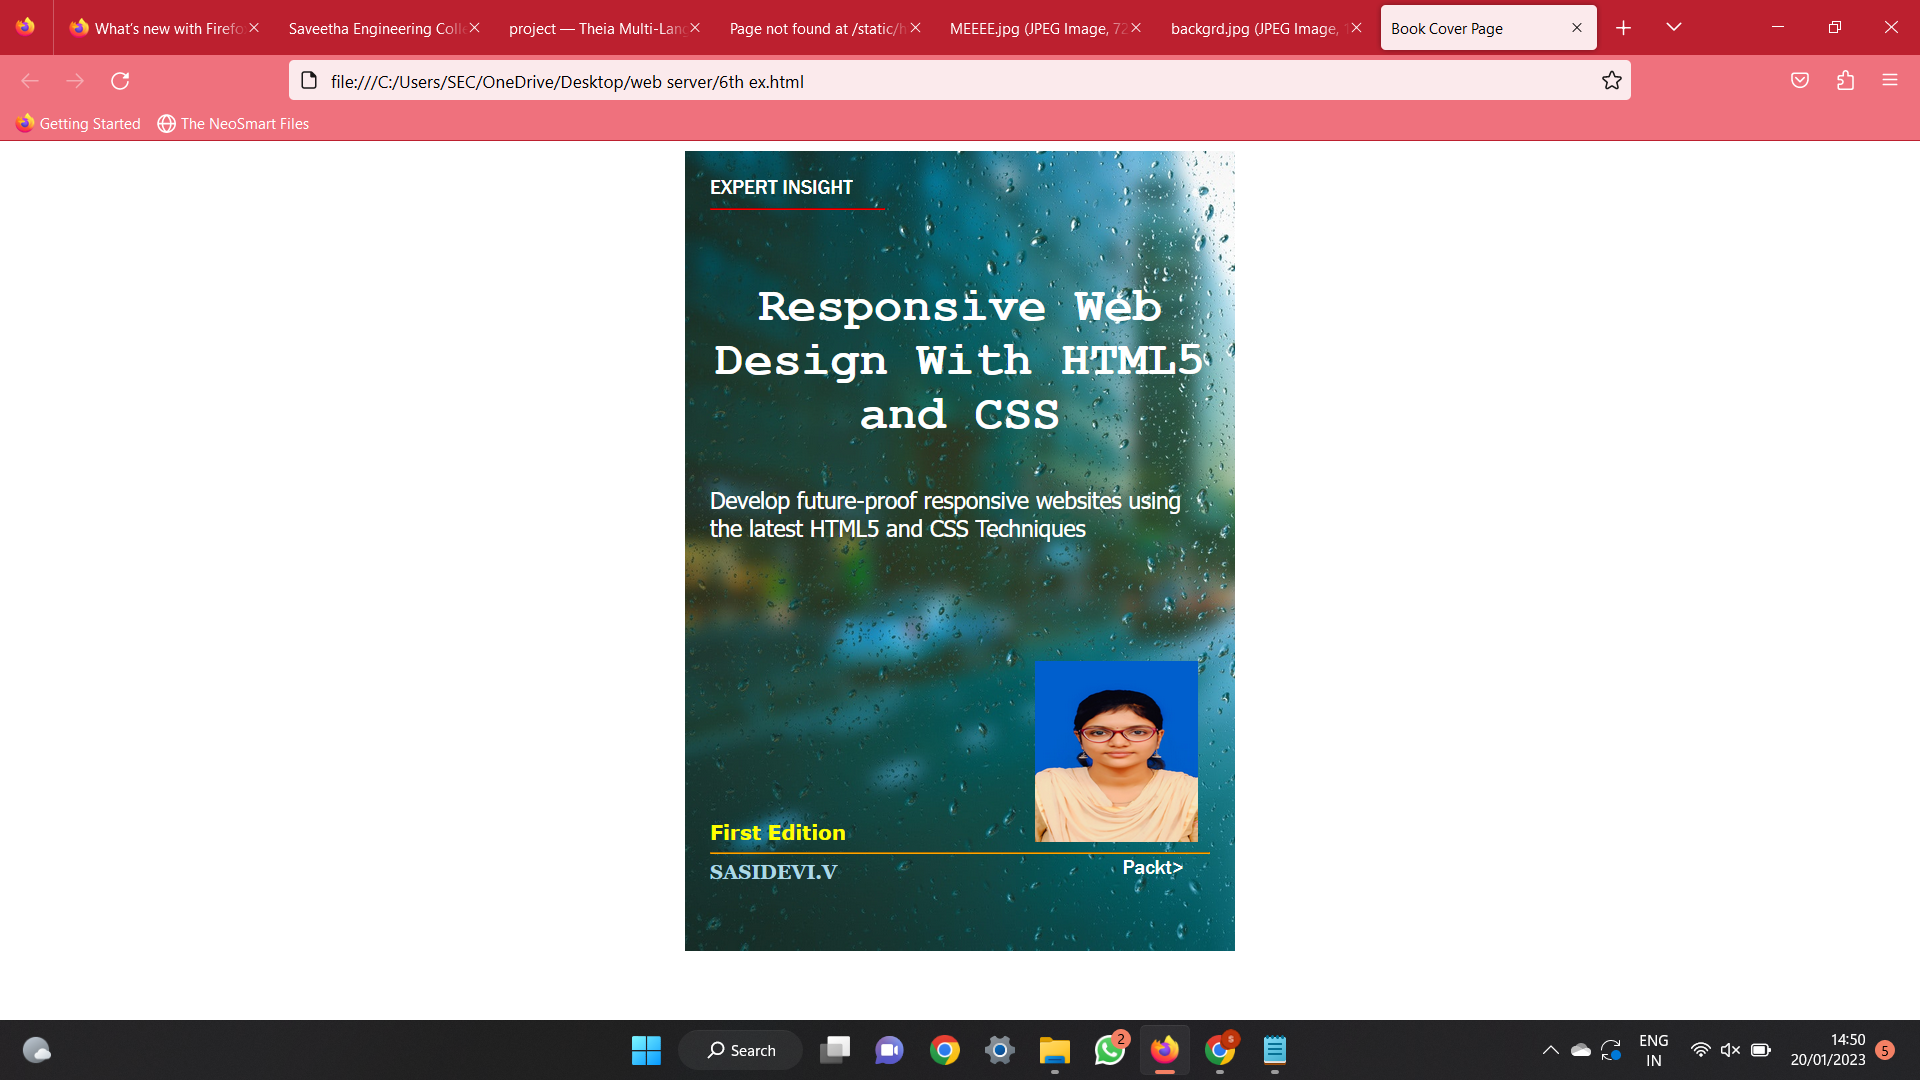 What's new with Firefo
Saveetha Engineering Colle
project — Theia Multi-Lang
Page not found at /static/h
MEEEE.jpg (JPEG Image, 72
backgrd.jpg (JPEG Image, 1
Book Cover Page
file:///C:/Users/SEC/OneDrive/Desktop/web server/6th ex.html
Getting Started
The NeoSmart Files
EXPERT INSIGHT
Responsive Web
Design With HTML5
and CSS
Develop future-proof responsive websites using
the latest HTML5 and CSS Techniques
First Edition
SASIDEVI.V
Packt>
Search
2
s
ENG
IN
14:50
20/01/2023
5